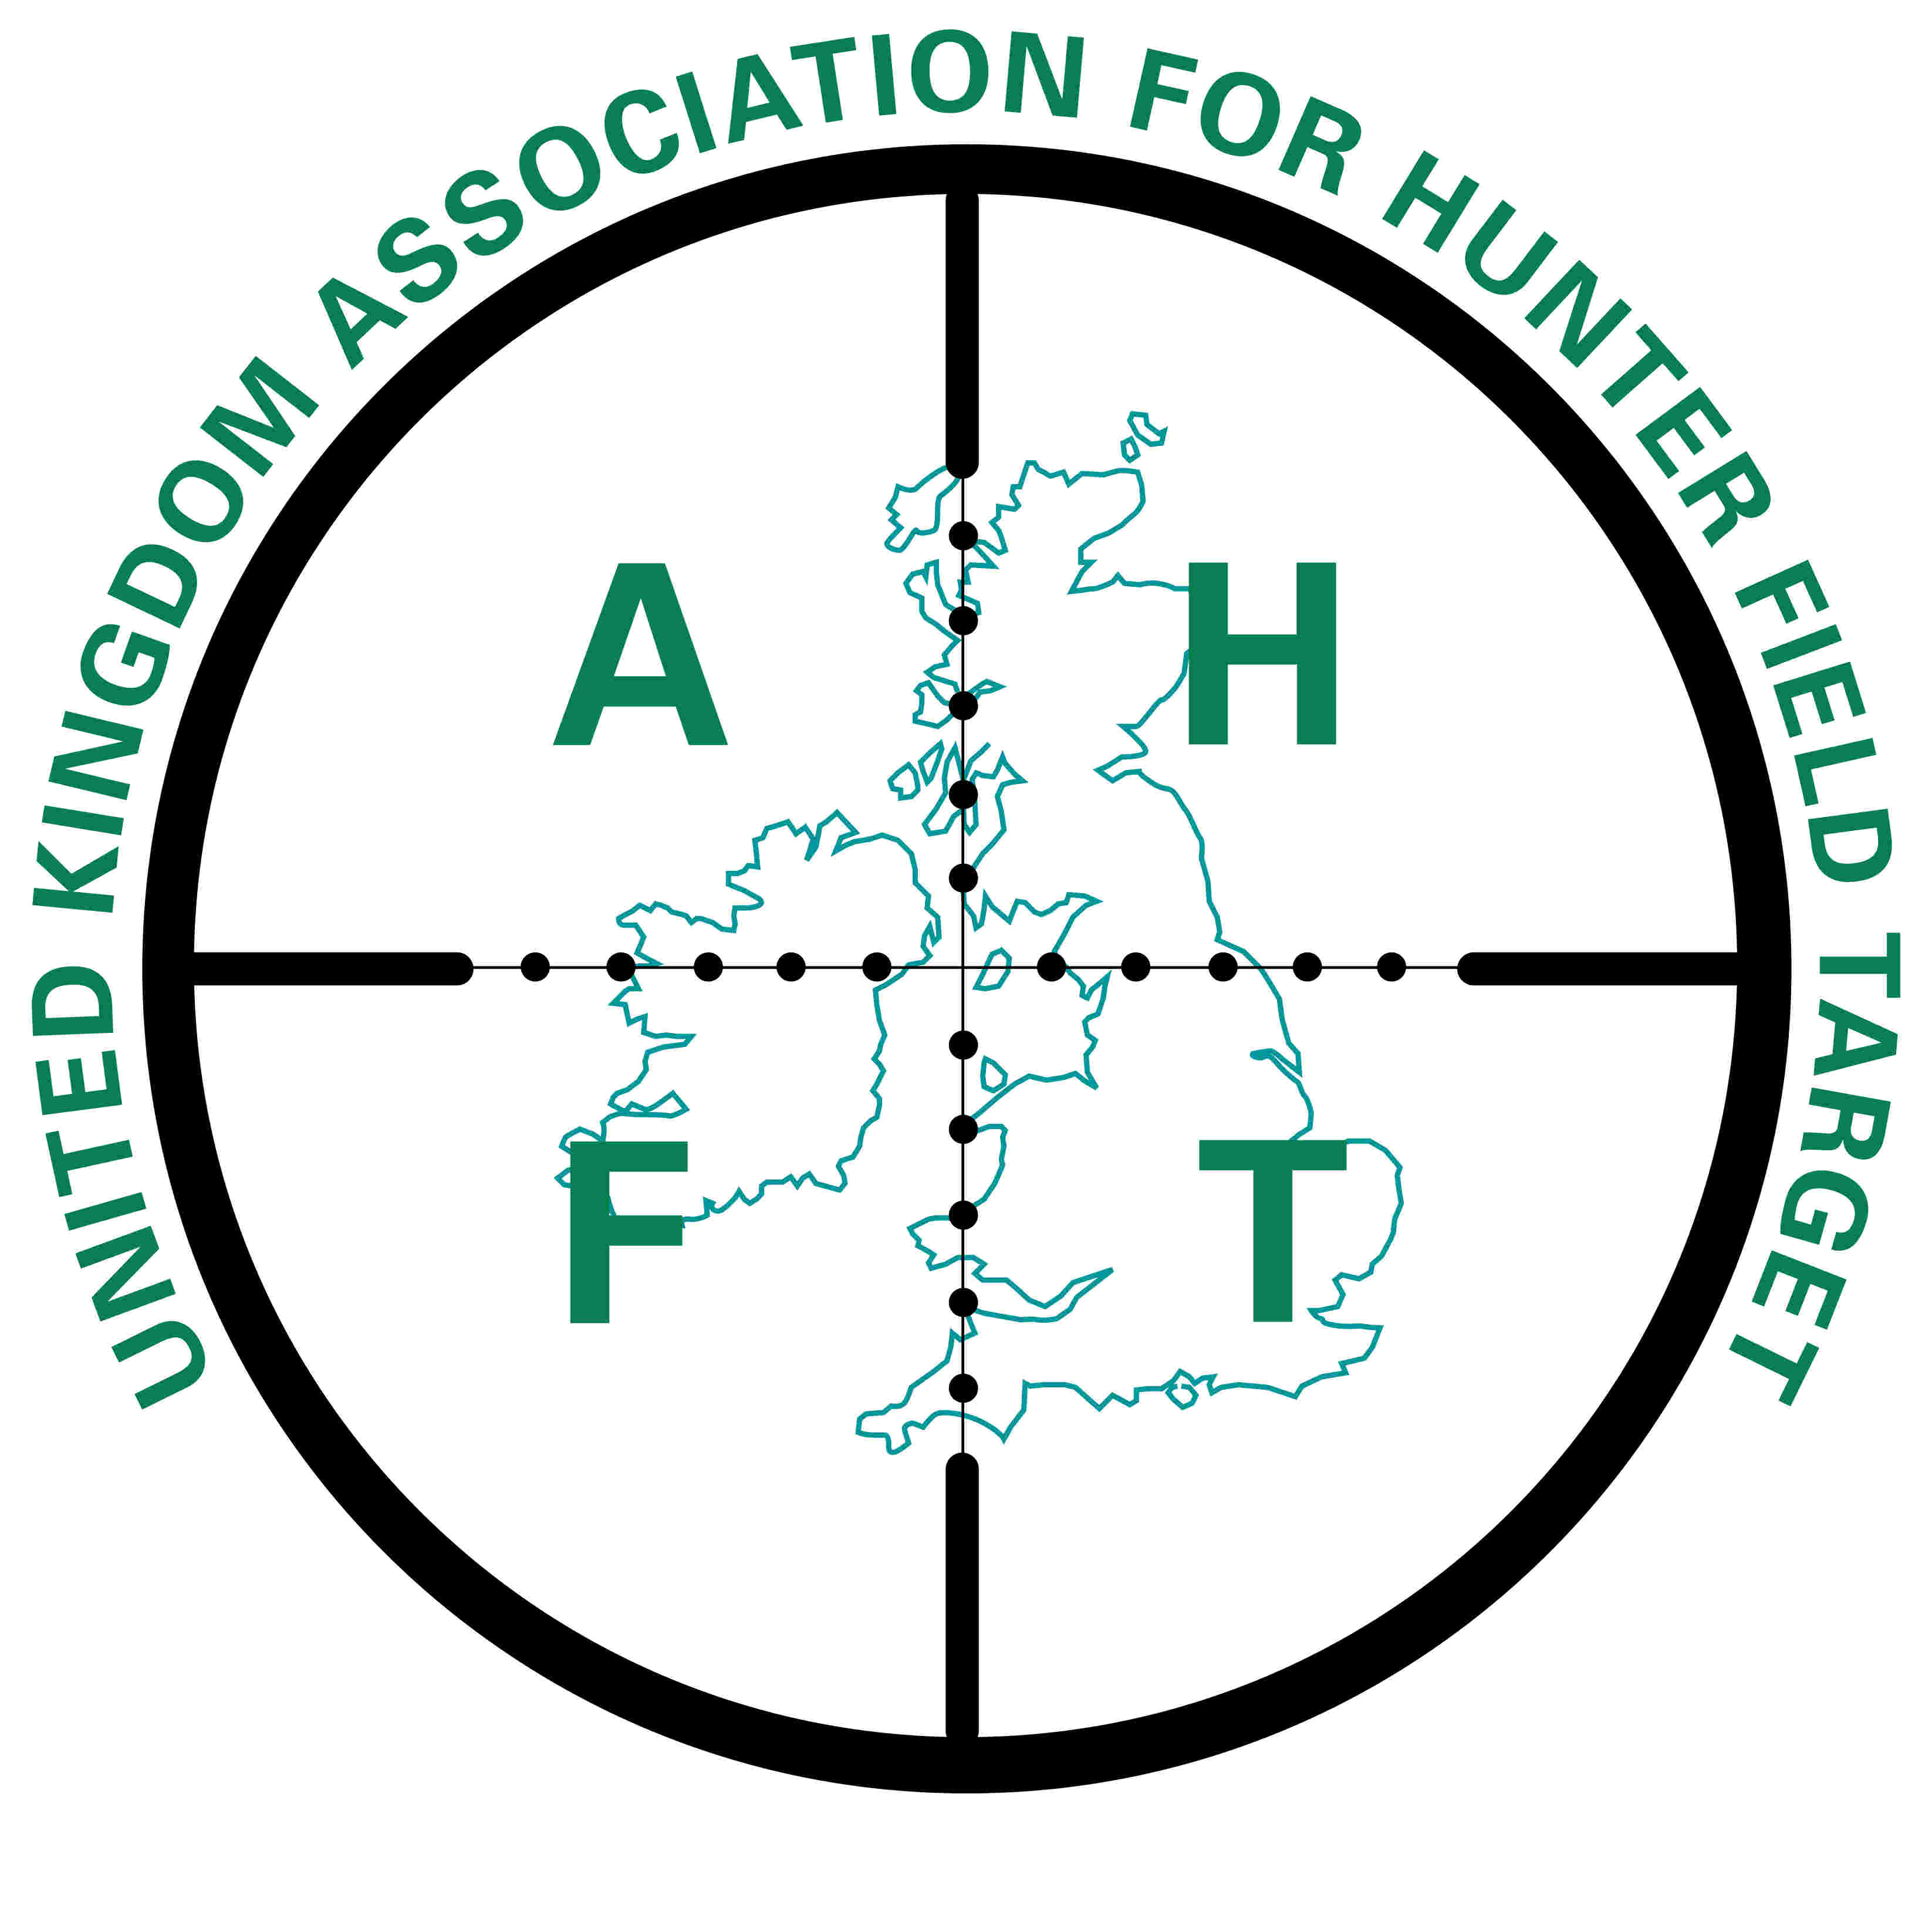 UNITED KINGDOM ASSOCIATION FOR HUNTER FIELD TARGET
A H
F T